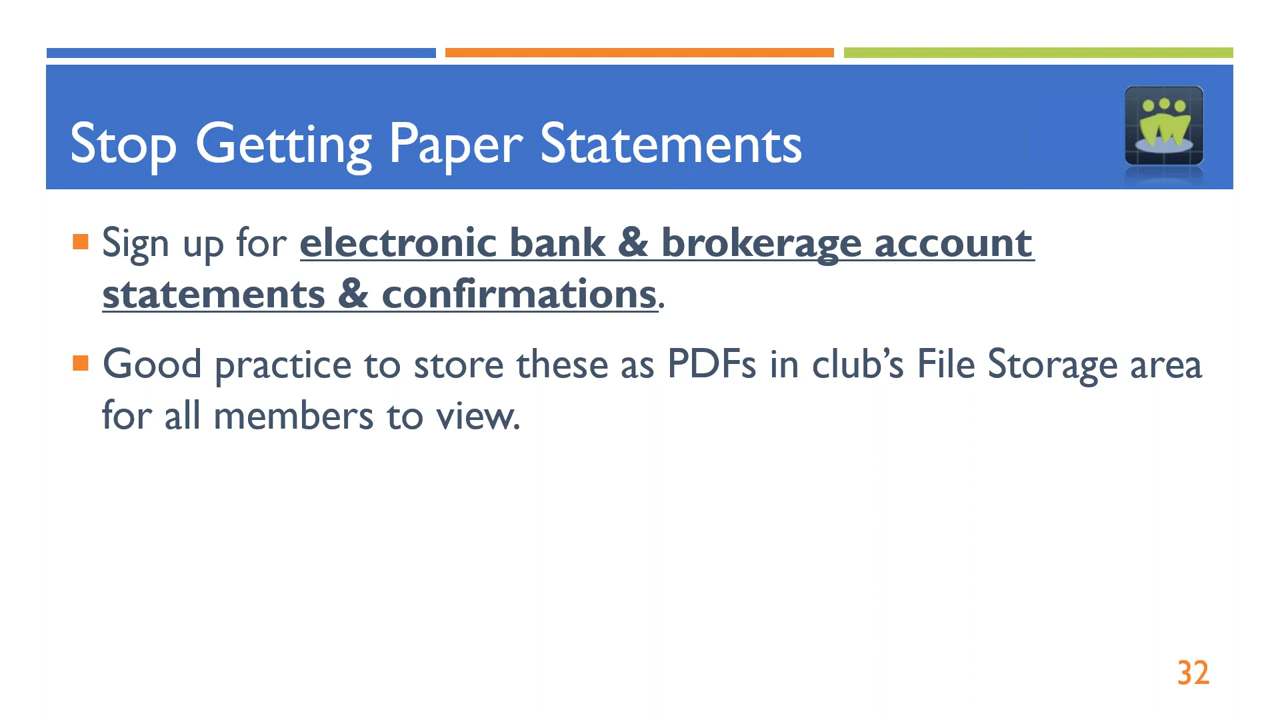 Stop Getting Paper Statements
Sign up for electronic bank & brokerage account
statements & confirmations.
Good practice to store these as PDFs in club’s File Storage area
for all members to view.
32